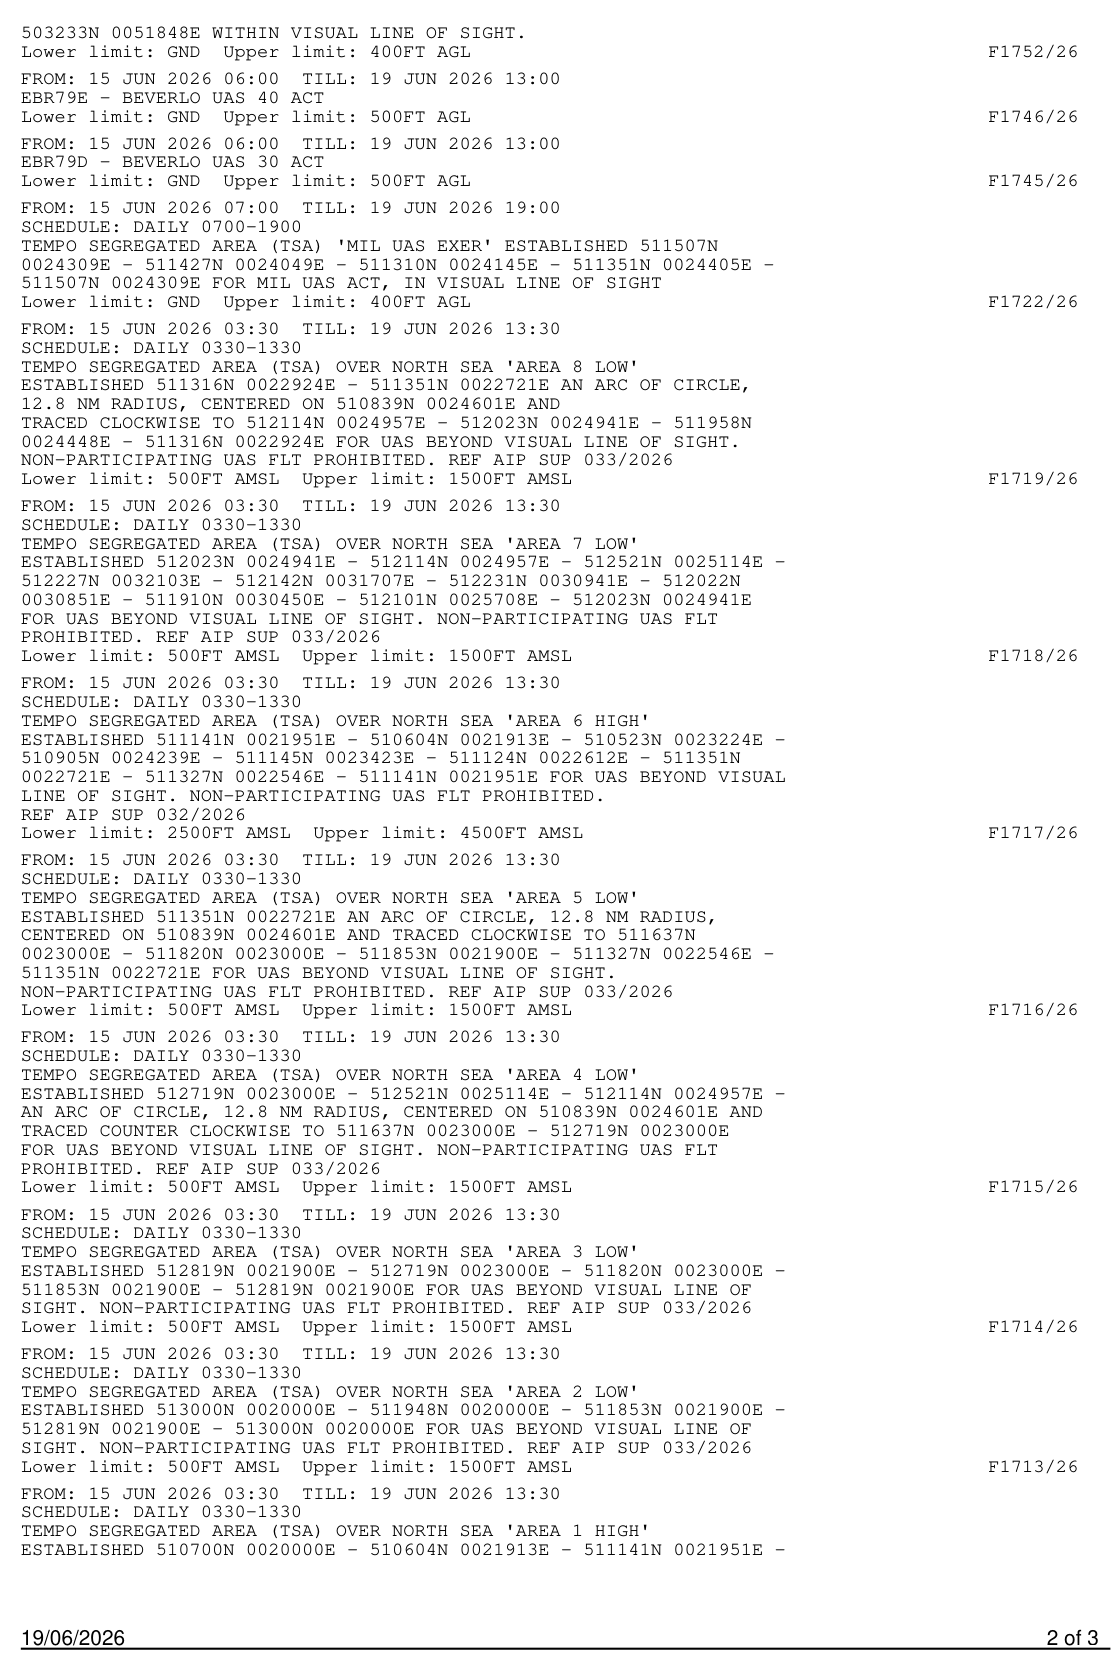 503233N 0051848E WITHIN VISUAL LINE OF SIGHT.
Lower limit: GND  Upper limit: 400FT AGL F1752/26
FROM: 15 JUN 2026 06:00  TILL: 19 JUN 2026 13:00
EBR79E - BEVERLO UAS 40 ACT
Lower limit: GND  Upper limit: 500FT AGL F1746/26
FROM: 15 JUN 2026 06:00  TILL: 19 JUN 2026 13:00
EBR79D - BEVERLO UAS 30 ACT
Lower limit: GND  Upper limit: 500FT AGL F1745/26
FROM: 15 JUN 2026 07:00  TILL: 19 JUN 2026 19:00
SCHEDULE: DAILY 0700-1900
TEMPO SEGREGATED AREA (TSA) 'MIL UAS EXER' ESTABLISHED 511507N
0024309E - 511427N 0024049E - 511310N 0024145E - 511351N 0024405E -
511507N 0024309E FOR MIL UAS ACT, IN VISUAL LINE OF SIGHT
Lower limit: GND  Upper limit: 400FT AGL F1722/26
FROM: 15 JUN 2026 03:30  TILL: 19 JUN 2026 13:30
SCHEDULE: DAILY 0330-1330
TEMPO SEGREGATED AREA (TSA) OVER NORTH SEA 'AREA 8 LOW'
ESTABLISHED 511316N 0022924E - 511351N 0022721E AN ARC OF CIRCLE,
12.8 NM RADIUS, CENTERED ON 510839N 0024601E AND
TRACED CLOCKWISE TO 512114N 0024957E - 512023N 0024941E - 511958N
0024448E - 511316N 0022924E FOR UAS BEYOND VISUAL LINE OF SIGHT.
NON-PARTICIPATING UAS FLT PROHIBITED. REF AIP SUP 033/2026
Lower limit: 500FT AMSL  Upper limit: 1500FT AMSL F1719/26
FROM: 15 JUN 2026 03:30  TILL: 19 JUN 2026 13:30
SCHEDULE: DAILY 0330-1330
TEMPO SEGREGATED AREA (TSA) OVER NORTH SEA 'AREA 7 LOW'
ESTABLISHED 512023N 0024941E - 512114N 0024957E - 512521N 0025114E -
512227N 0032103E - 512142N 0031707E - 512231N 0030941E - 512022N
0030851E - 511910N 0030450E - 512101N 0025708E - 512023N 0024941E
FOR UAS BEYOND VISUAL LINE OF SIGHT. NON-PARTICIPATING UAS FLT
PROHIBITED. REF AIP SUP 033/2026
Lower limit: 500FT AMSL  Upper limit: 1500FT AMSL F1718/26
FROM: 15 JUN 2026 03:30  TILL: 19 JUN 2026 13:30
SCHEDULE: DAILY 0330-1330
TEMPO SEGREGATED AREA (TSA) OVER NORTH SEA 'AREA 6 HIGH'
ESTABLISHED 511141N 0021951E - 510604N 0021913E - 510523N 0023224E -
510905N 0024239E - 511145N 0023423E - 511124N 0022612E - 511351N
0022721E - 511327N 0022546E - 511141N 0021951E FOR UAS BEYOND VISUAL
LINE OF SIGHT. NON-PARTICIPATING UAS FLT PROHIBITED.
REF AIP SUP 032/2026
Lower limit: 2500FT AMSL  Upper limit: 4500FT AMSL F1717/26
FROM: 15 JUN 2026 03:30  TILL: 19 JUN 2026 13:30
SCHEDULE: DAILY 0330-1330
TEMPO SEGREGATED AREA (TSA) OVER NORTH SEA 'AREA 5 LOW'
ESTABLISHED 511351N 0022721E AN ARC OF CIRCLE, 12.8 NM RADIUS,
CENTERED ON 510839N 0024601E AND TRACED CLOCKWISE TO 511637N
0023000E - 511820N 0023000E - 511853N 0021900E - 511327N 0022546E -
511351N 0022721E FOR UAS BEYOND VISUAL LINE OF SIGHT.
NON-PARTICIPATING UAS FLT PROHIBITED. REF AIP SUP 033/2026
Lower limit: 500FT AMSL  Upper limit: 1500FT AMSL F1716/26
FROM: 15 JUN 2026 03:30  TILL: 19 JUN 2026 13:30
SCHEDULE: DAILY 0330-1330
TEMPO SEGREGATED AREA (TSA) OVER NORTH SEA 'AREA 4 LOW'
ESTABLISHED 512719N 0023000E - 512521N 0025114E - 512114N 0024957E -
AN ARC OF CIRCLE, 12.8 NM RADIUS, CENTERED ON 510839N 0024601E AND
TRACED COUNTER CLOCKWISE TO 511637N 0023000E - 512719N 0023000E
FOR UAS BEYOND VISUAL LINE OF SIGHT. NON-PARTICIPATING UAS FLT
PROHIBITED. REF AIP SUP 033/2026
Lower limit: 500FT AMSL  Upper limit: 1500FT AMSL F1715/26
FROM: 15 JUN 2026 03:30  TILL: 19 JUN 2026 13:30
SCHEDULE: DAILY 0330-1330
TEMPO SEGREGATED AREA (TSA) OVER NORTH SEA 'AREA 3 LOW'
ESTABLISHED 512819N 0021900E - 512719N 0023000E - 511820N 0023000E -
511853N 0021900E - 512819N 0021900E FOR UAS BEYOND VISUAL LINE OF
SIGHT. NON-PARTICIPATING UAS FLT PROHIBITED. REF AIP SUP 033/2026
Lower limit: 500FT AMSL  Upper limit: 1500FT AMSL F1714/26
FROM: 15 JUN 2026 03:30  TILL: 19 JUN 2026 13:30
SCHEDULE: DAILY 0330-1330
TEMPO SEGREGATED AREA (TSA) OVER NORTH SEA 'AREA 2 LOW'
ESTABLISHED 513000N 0020000E - 511948N 0020000E - 511853N 0021900E -
512819N 0021900E - 513000N 0020000E FOR UAS BEYOND VISUAL LINE OF
SIGHT. NON-PARTICIPATING UAS FLT PROHIBITED. REF AIP SUP 033/2026
Lower limit: 500FT AMSL  Upper limit: 1500FT AMSL F1713/26
FROM: 15 JUN 2026 03:30  TILL: 19 JUN 2026 13:30
SCHEDULE: DAILY 0330-1330
TEMPO SEGREGATED AREA (TSA) OVER NORTH SEA 'AREA 1 HIGH'
ESTABLISHED 510700N 0020000E - 510604N 0021913E - 511141N 0021951E -
19/06/2026 2 of 3